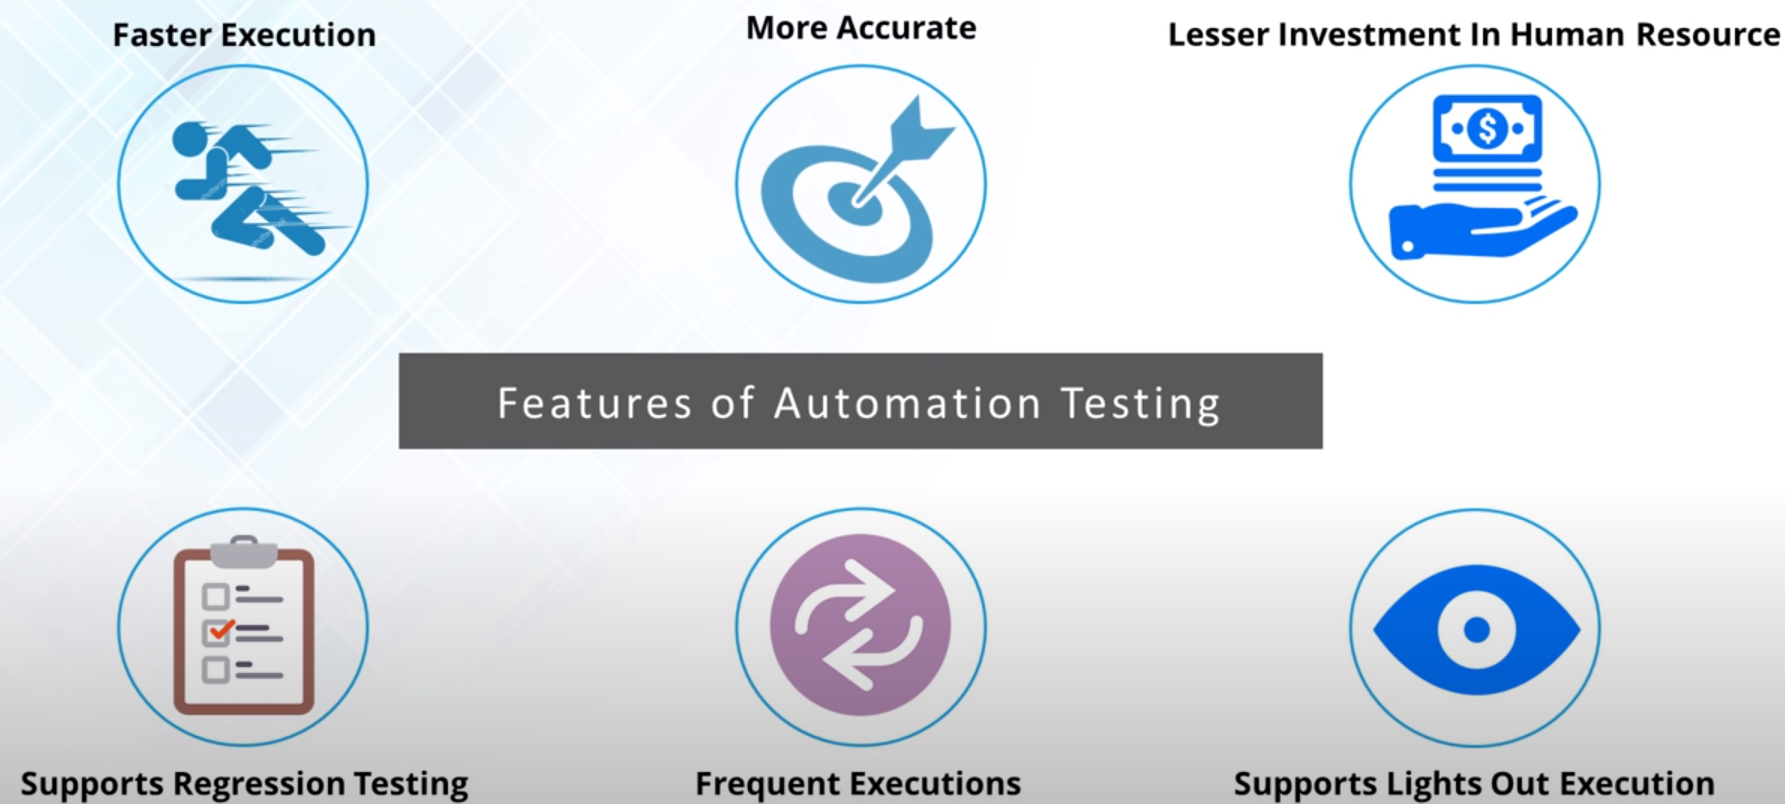 Faster Execution
More Accurate
Lesser Investment In Human Resource
$
Features of Automation Testing
Supports Regression Testing
Frequent Executions
Supports Lights Out Execution